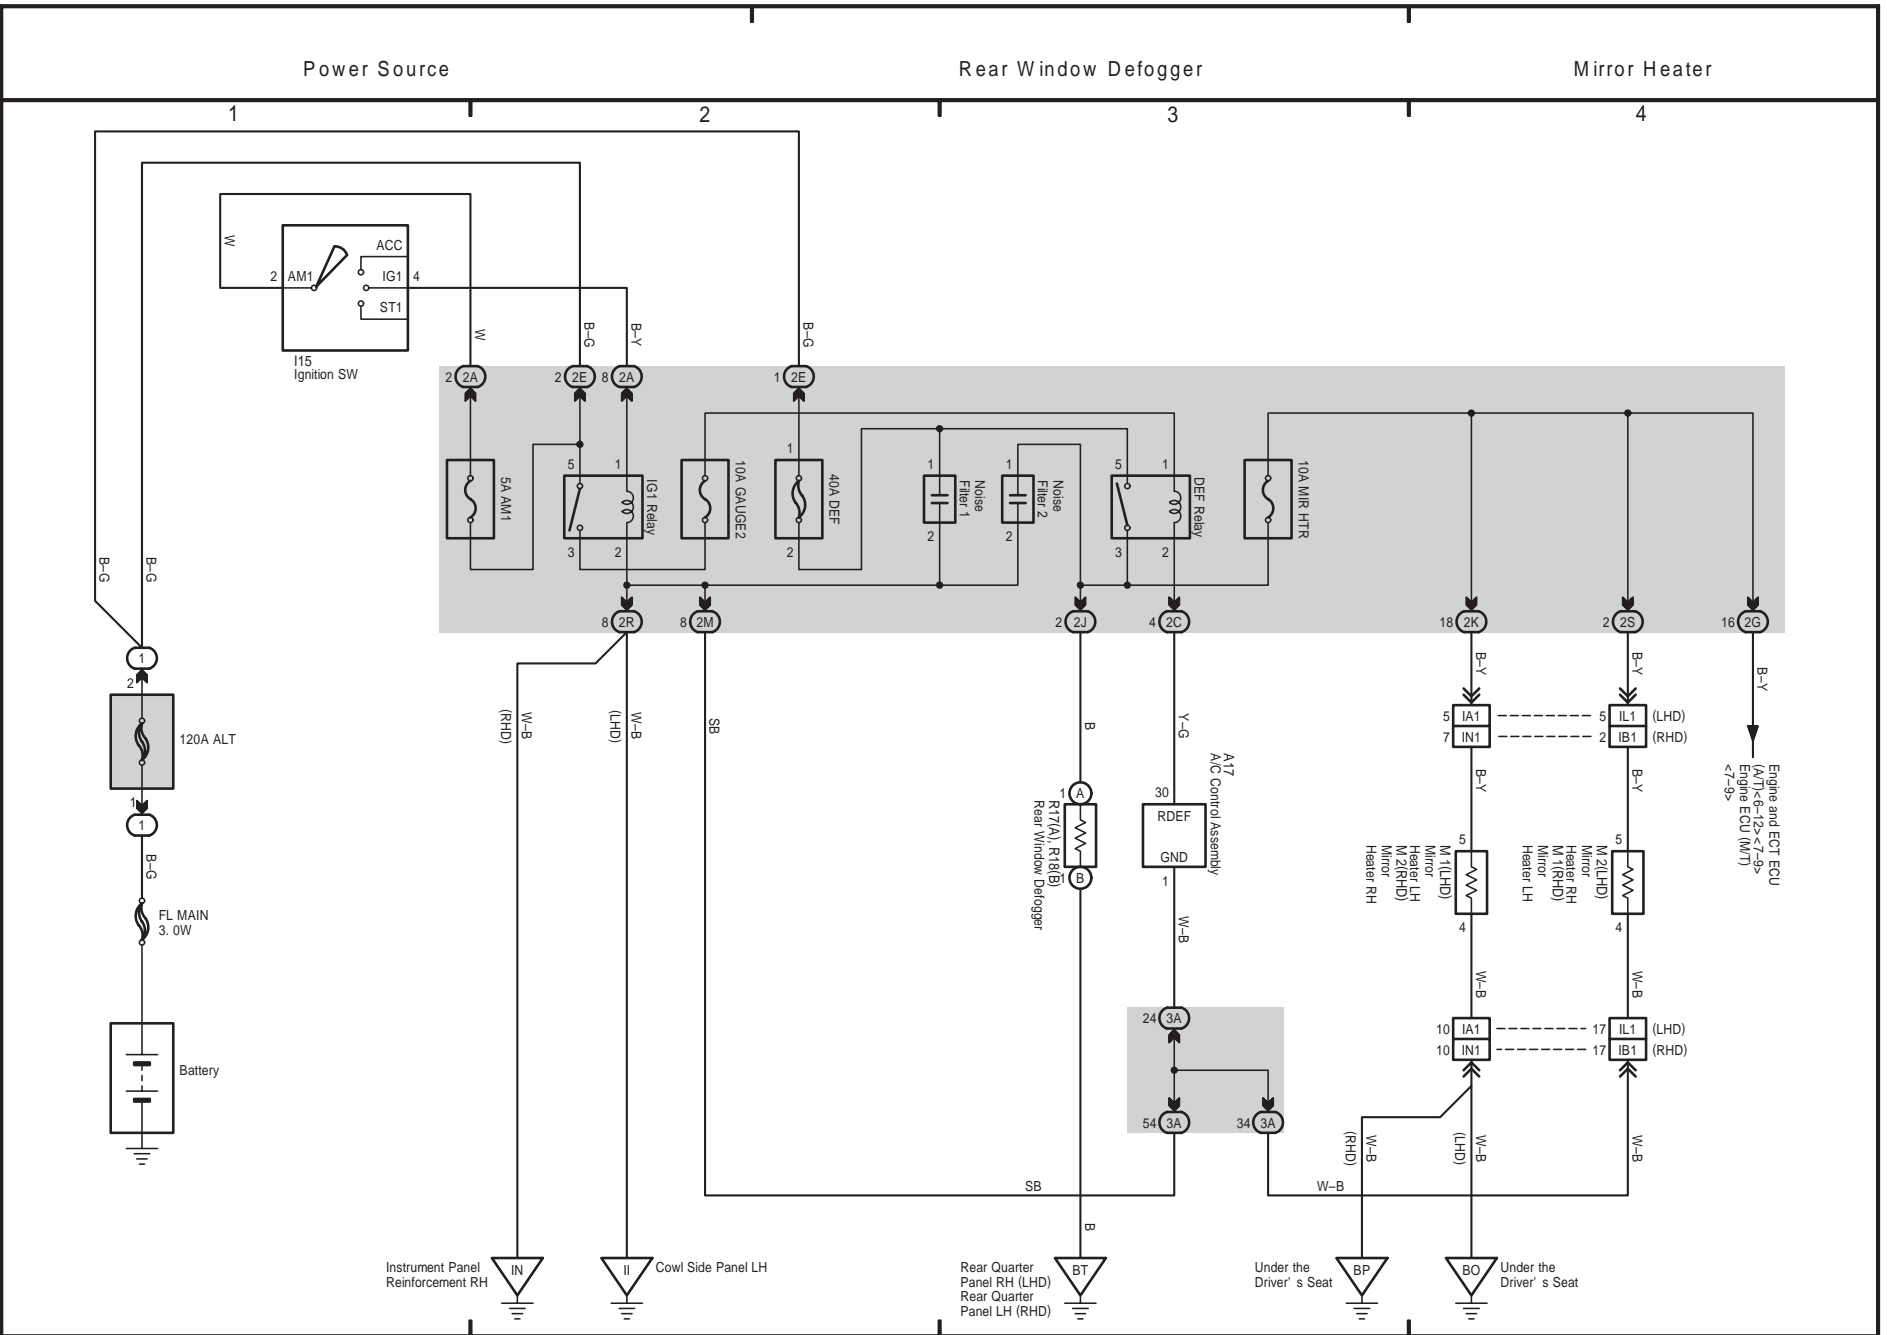 Power Source
Rear Window Defogger
Mirror Heater
1
2
3
4
W
ACC
2
AM1
IG1
4
ST1
I15
Ignition SW
W
B–G
B–Y
B–G
2
2A
2
2E
8
2A
1
2E
5A AM1
5
1
3
2
IG1 Relay
10A GAUGE2
1
2
40A DEF
1
2
Noise
Filter 1
1
2
Noise
Filter 2
5
1
3
2
DEF Relay
10A MIR HTR
B–G
B–G
8
2R
8
2M
2
2J
4
2C
18
2K
2
2S
16
2G
1
2
120A ALT
1
1
B–G
FL MAIN
3. 0W
Battery
W–B
(RHD)
W–B
(LHD)
SB
B
Y–G
B–Y
B–Y
B–Y
5
IA1
5
IL1
(LHD)
7
IN1
2
IB1
(RHD)
B–Y
B–Y
Engine and ECT ECU
(A/T)<6–12> <7–9>
Engine ECU (M/T)
<7–9>
A17
A/C Control Assembly
30
RDEF
GND
1
1
A
1
B
R17(A), R18(B)
Rear Window Defogger
5
4
M 1(LHD)
Mirror
Heater LH
M 2(RHD)
Mirror
Heater RH
5
4
M 2(LHD)
Mirror
Heater RH
M 1(RHD)
Mirror
Heater LH
W–B
W–B
W–B
24
3A
54
3A
34
3A
10
IA1
17
IL1
(LHD)
10
IN1
17
IB1
(RHD)
W–B
(RHD)
W–B
(LHD)
W–B
SB
W–B
B
Instrument Panel
Reinforcement RH
IN
II
Cowl Side Panel LH
Rear Quarter
Panel RH (LHD)
Rear Quarter
Panel LH (RHD)
BT
Under the
Driver' s Seat
BP
BO
Under the
Driver' s Seat